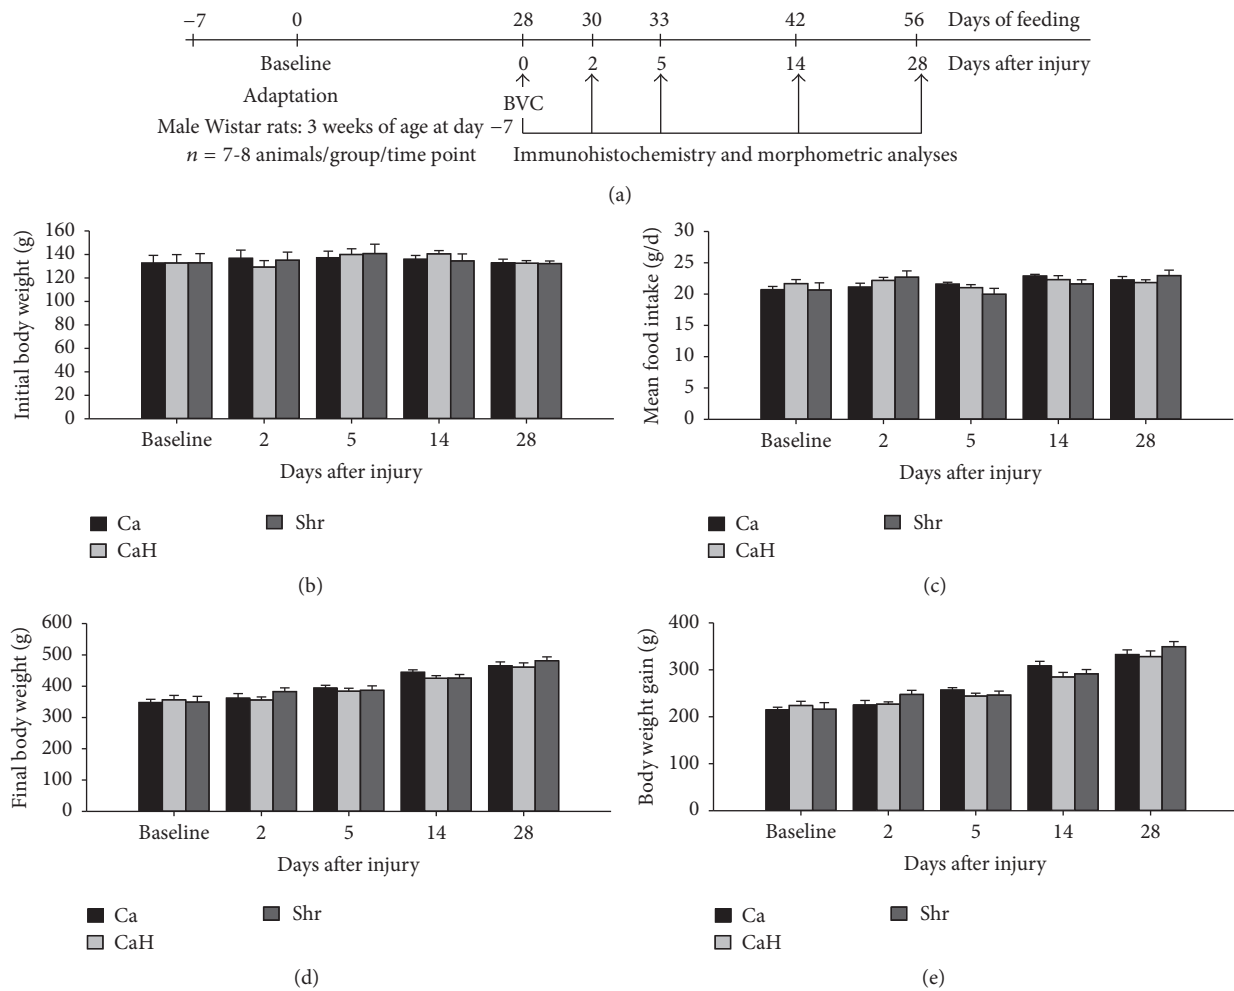 −7 0 28 30 33 42 56 Days of feeding
Baseline 0 2 5 14 28 Days after injury
Adaptation
BVC
Male Wistar rats: 3 weeks of age at day −7
n = 7-8 animals/group/time point Immunohistochemistry and morphometric analyses
(a)
Initial body weight (g)
160
140
120
100
80
60
40
20
0
Baseline 2 5 14 28
Days after injury
Ca Shr
CaH
(b)
Mean food intake (g/d)
30
25
20
15
10
5
0
Baseline 2 5 14 28
Days after injury
Ca Shr
CaH
(c)
Final body weight (g)
600
500
400
300
200
100
0
Baseline 2 5 14 28
Days after injury
Ca Shr
CaH
(d)
Body weight gain (g)
400
300
200
100
0
Baseline 2 5 14 28
Days after injury
Ca Shr
CaH
(e)